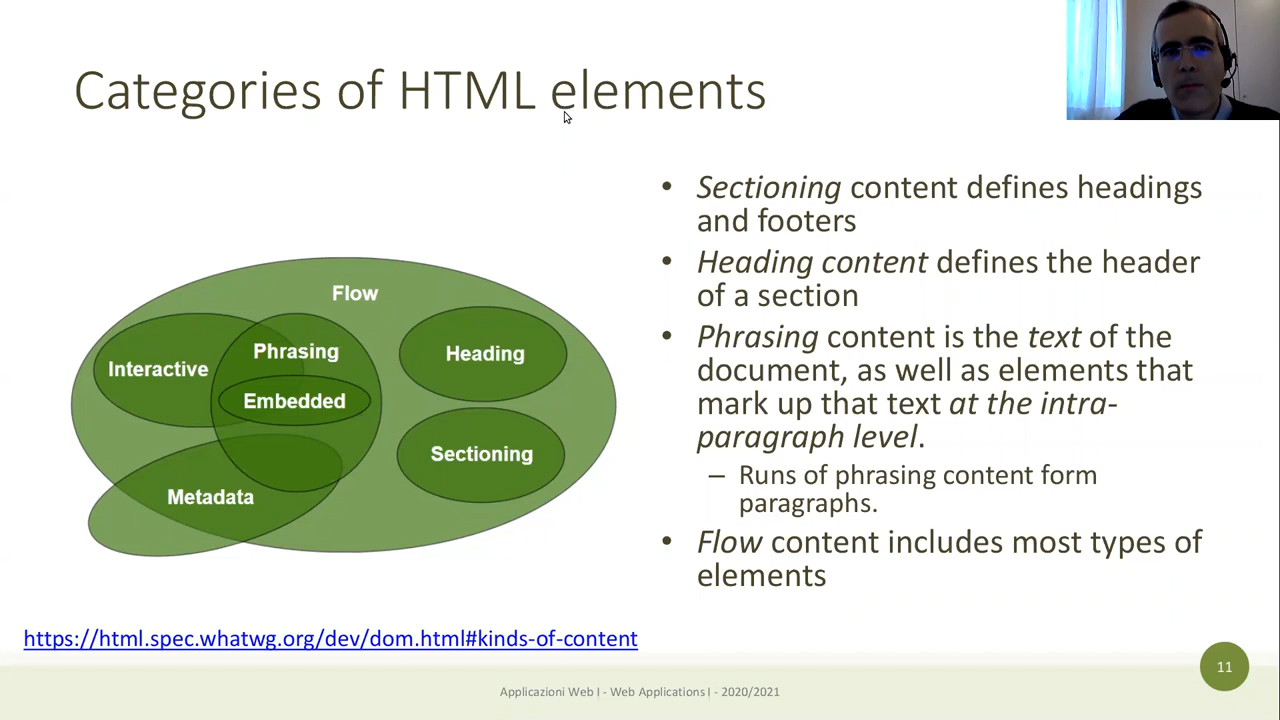 Categories of HTML elements
Flow
Interactive
Phrasing
Embedded
Heading
Sectioning
Metadata
• Sectioning content defines headings
and footers
• Heading content defines the header
of a section
• Phrasing content is the text of the
document, as well as elements that
mark up that text at the intra-
paragraph level.
– Runs of phrasing content form
paragraphs.
• Flow content includes most types of
elements
https://html.spec.whatwg.org/dev/dom.html#kinds-of-content
11
Applicazioni Web I - Web Applications I - 2020/2021